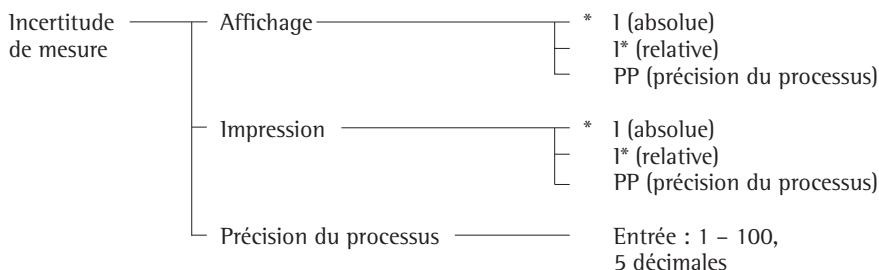 Incertitude de mesure
Affichage
* I (absolue)
I* (relative)
PP (précision du processus)
Impression
* I (absolue)
I* (relative)
PP (précision du processus)
Précision du processus
Entrée : 1 – 100,
5 décimales